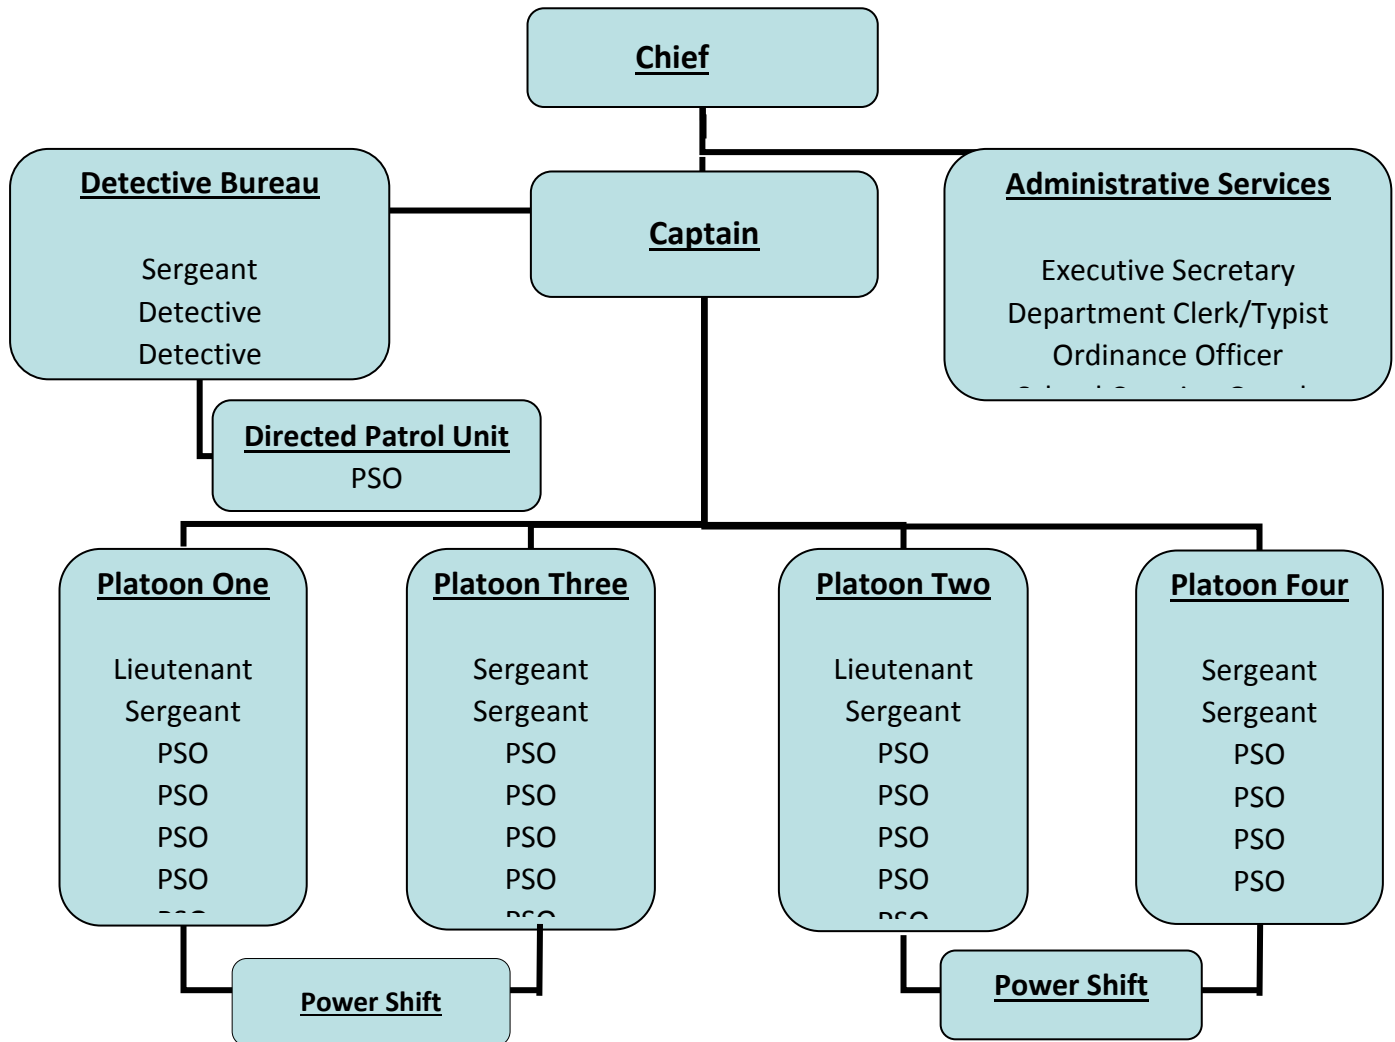 Chief
Detective Bureau
Sergeant
Detective
Detective
Captain
Administrative Services
Executive Secretary
Department Clerk/Typist
Ordinance Officer
Directed Patrol Unit
PSO
Platoon One
Lieutenant
Sergeant
PSO
PSO
PSO
PSO
Platoon Three
Sergeant
Sergeant
PSO
PSO
PSO
PSO
Platoon Two
Lieutenant
Sergeant
PSO
PSO
PSO
PSO
Platoon Four
Sergeant
Sergeant
PSO
PSO
PSO
PSO
Power Shift
Power Shift